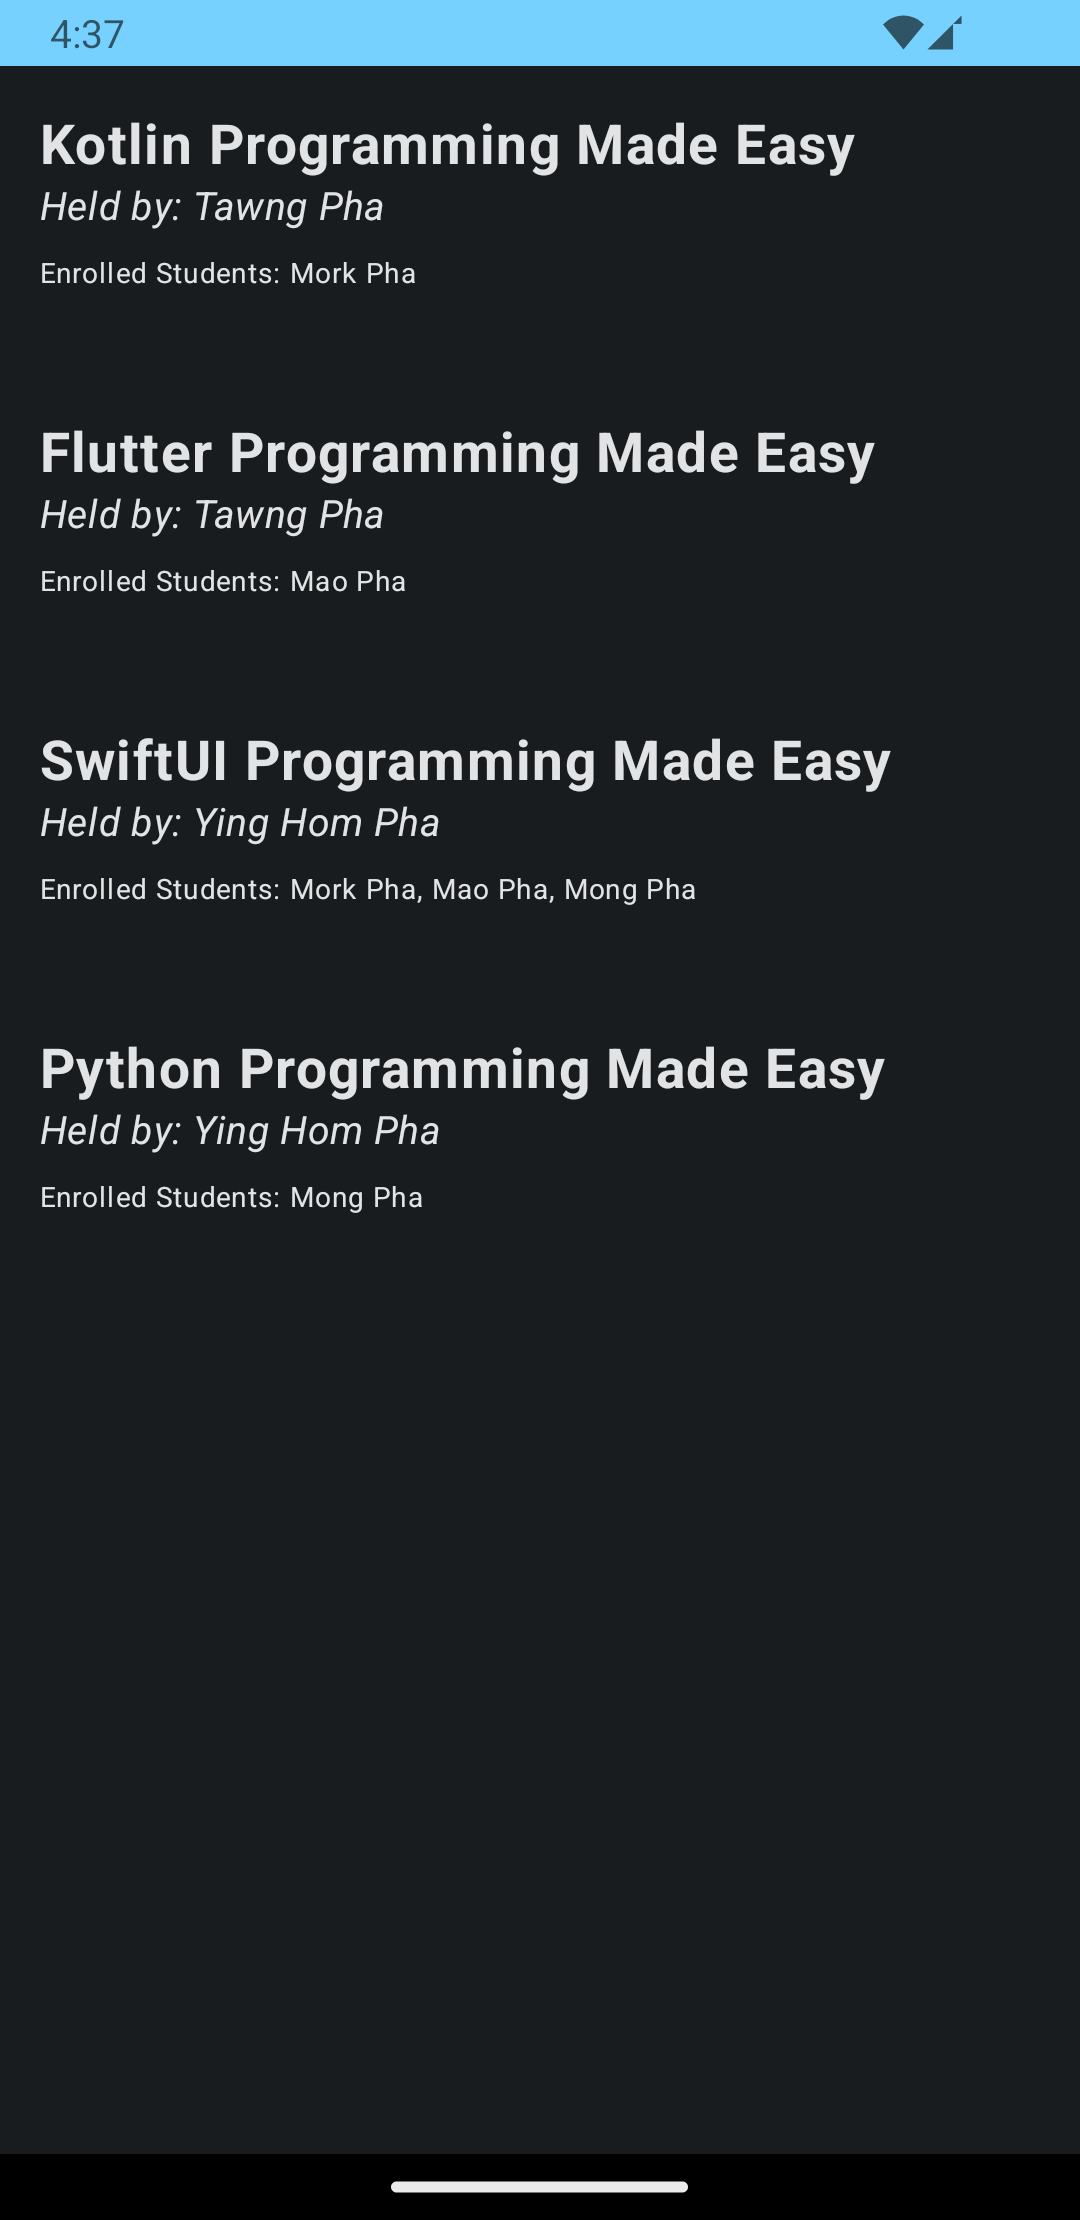 4:37
Kotlin Programming Made Easy
Held by: Tawng Pha
Enrolled Students: Mork Pha
Flutter Programming Made Easy
Held by: Tawng Pha
Enrolled Students: Mao Pha
SwiftUI Programming Made Easy
Held by: Ying Hom Pha
Enrolled Students: Mork Pha, Mao Pha, Mong Pha
Python Programming Made Easy
Held by: Ying Hom Pha
Enrolled Students: Mong Pha